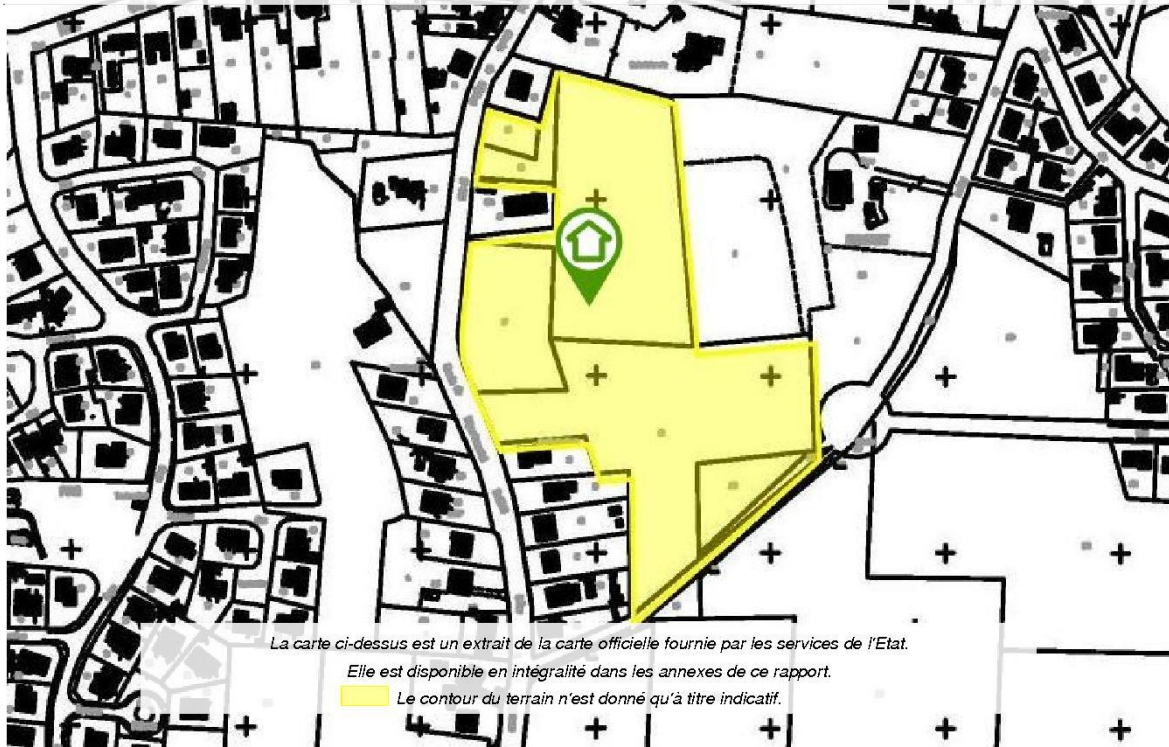 La carte ci-dessus est un extrait de la carte officielle fournie par les services de l'Etat.
Elle est disponible en intégralité dans les annexes de ce rapport.
Le contour du terrain n'est donné qu'à titre indicatif.